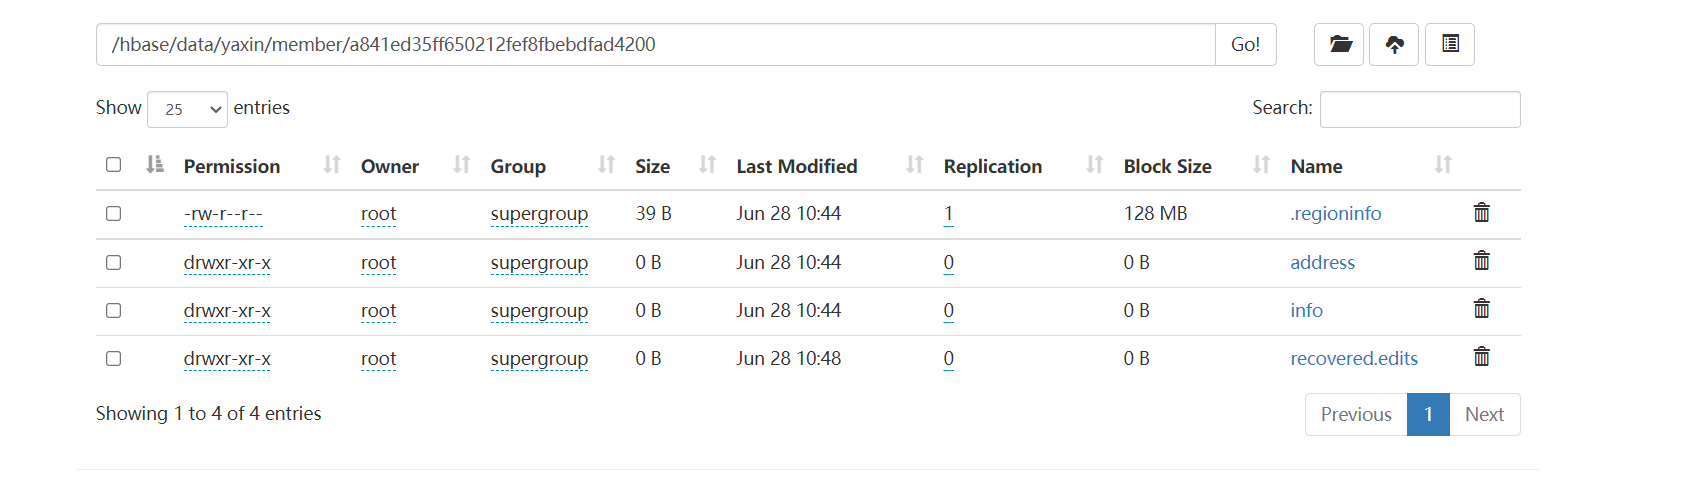 /hbase/data/yaxin/member/a841ed35ff650212fef8fbebdfad4200 Go!
Show 25 entries Search:
Permission Owner Group Size Last Modified Replication Block Size Name
-rw-r--r-- root supergroup 39 B Jun 28 10:44 1 128 MB .regioninfo
drwxr-xr-x root supergroup 0 B Jun 28 10:44 0 0 B address
drwxr-xr-x root supergroup 0 B Jun 28 10:44 0 0 B info
drwxr-xr-x root supergroup 0 B Jun 28 10:48 0 0 B recovered.edits
Showing 1 to 4 of 4 entries Previous 1 Next